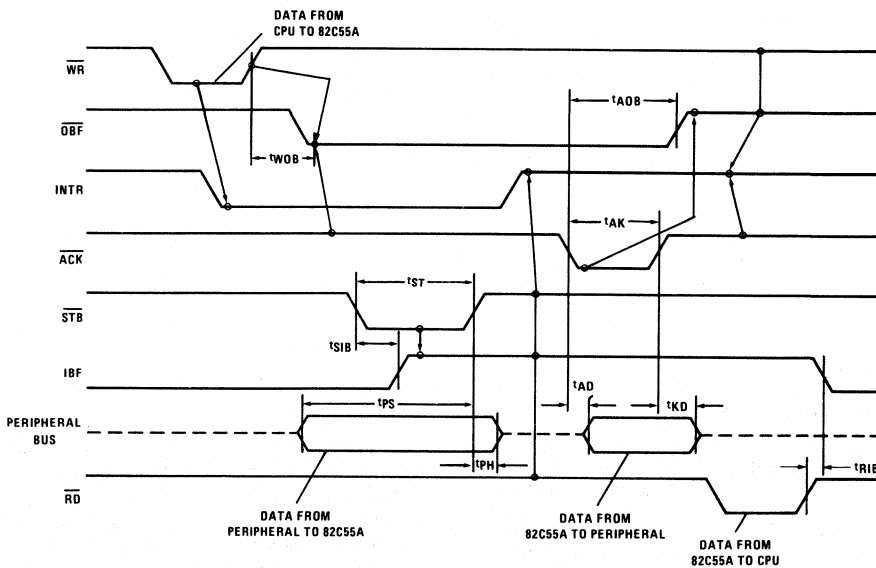 DATA FROM
CPU TO 82C55A
WR
tAOB
OBF
tWOB
INTR
tAK
ACK
tST
STB
tSIB
IBF
tAD
tPS
tKD
PERIPHERAL
BUS
tPH
tRIB
RD
DATA FROM
PERIPHERAL TO 82C55A
DATA FROM
82C55A TO PERIPHERAL
DATA FROM
82C55A TO CPU